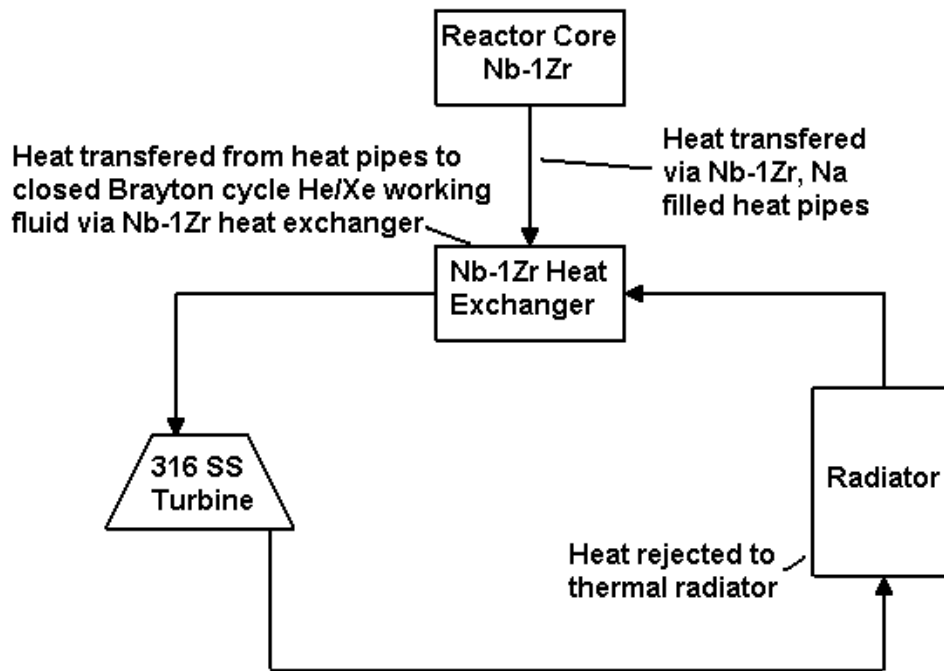 Reactor Core
Nb-1Zr
Heat transfered
via Nb-1Zr, Na
filled heat pipes
Heat transfered from heat pipes to
closed Brayton cycle He/Xe working
fluid via Nb-1Zr heat exchanger
Nb-1Zr Heat
Exchanger
316 SS
Turbine
Radiator
Heat rejected to
thermal radiator